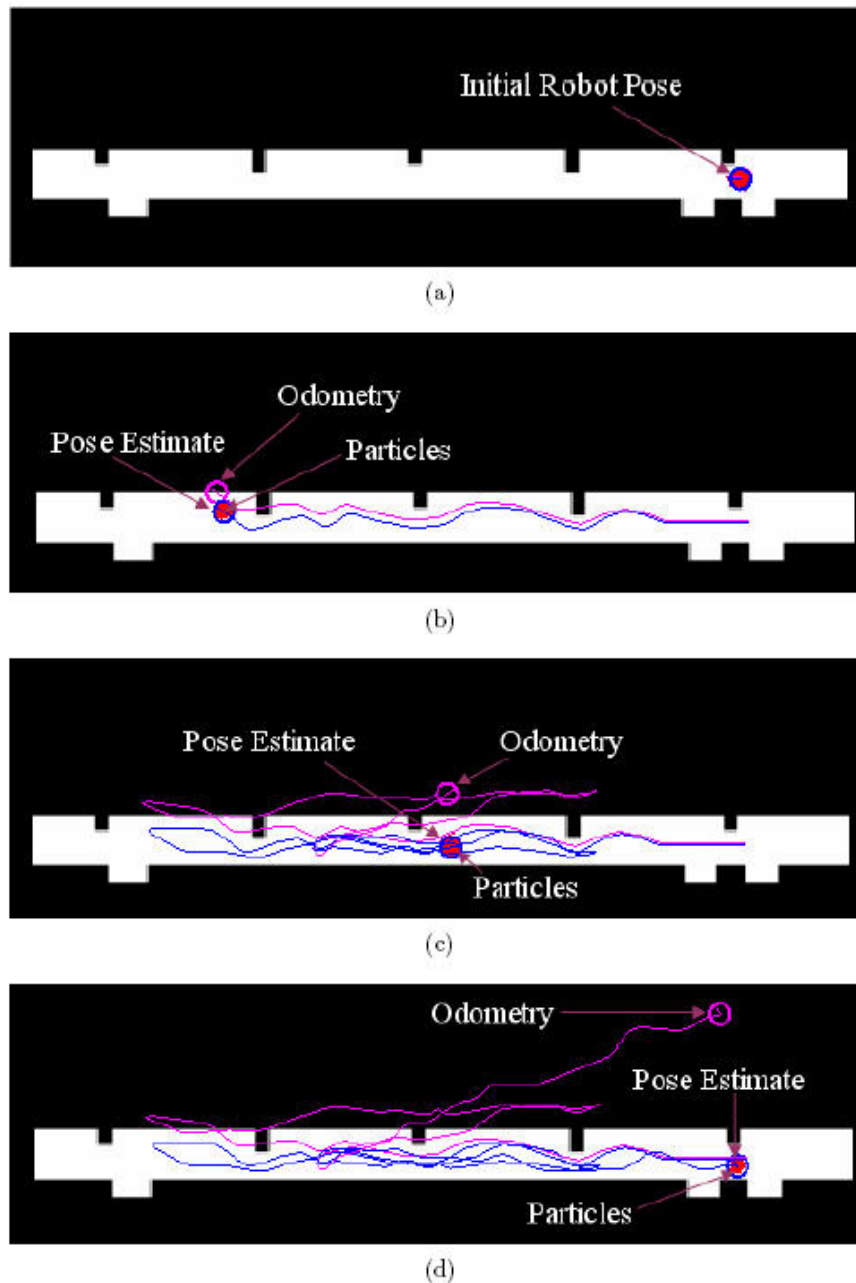 Initial Robot Pose
(a)
Odometry
Pose Estimate
Particles
(b)
Pose Estimate
Odometry
Particles
(c)
Odometry
Pose Estimate
Particles
(d)